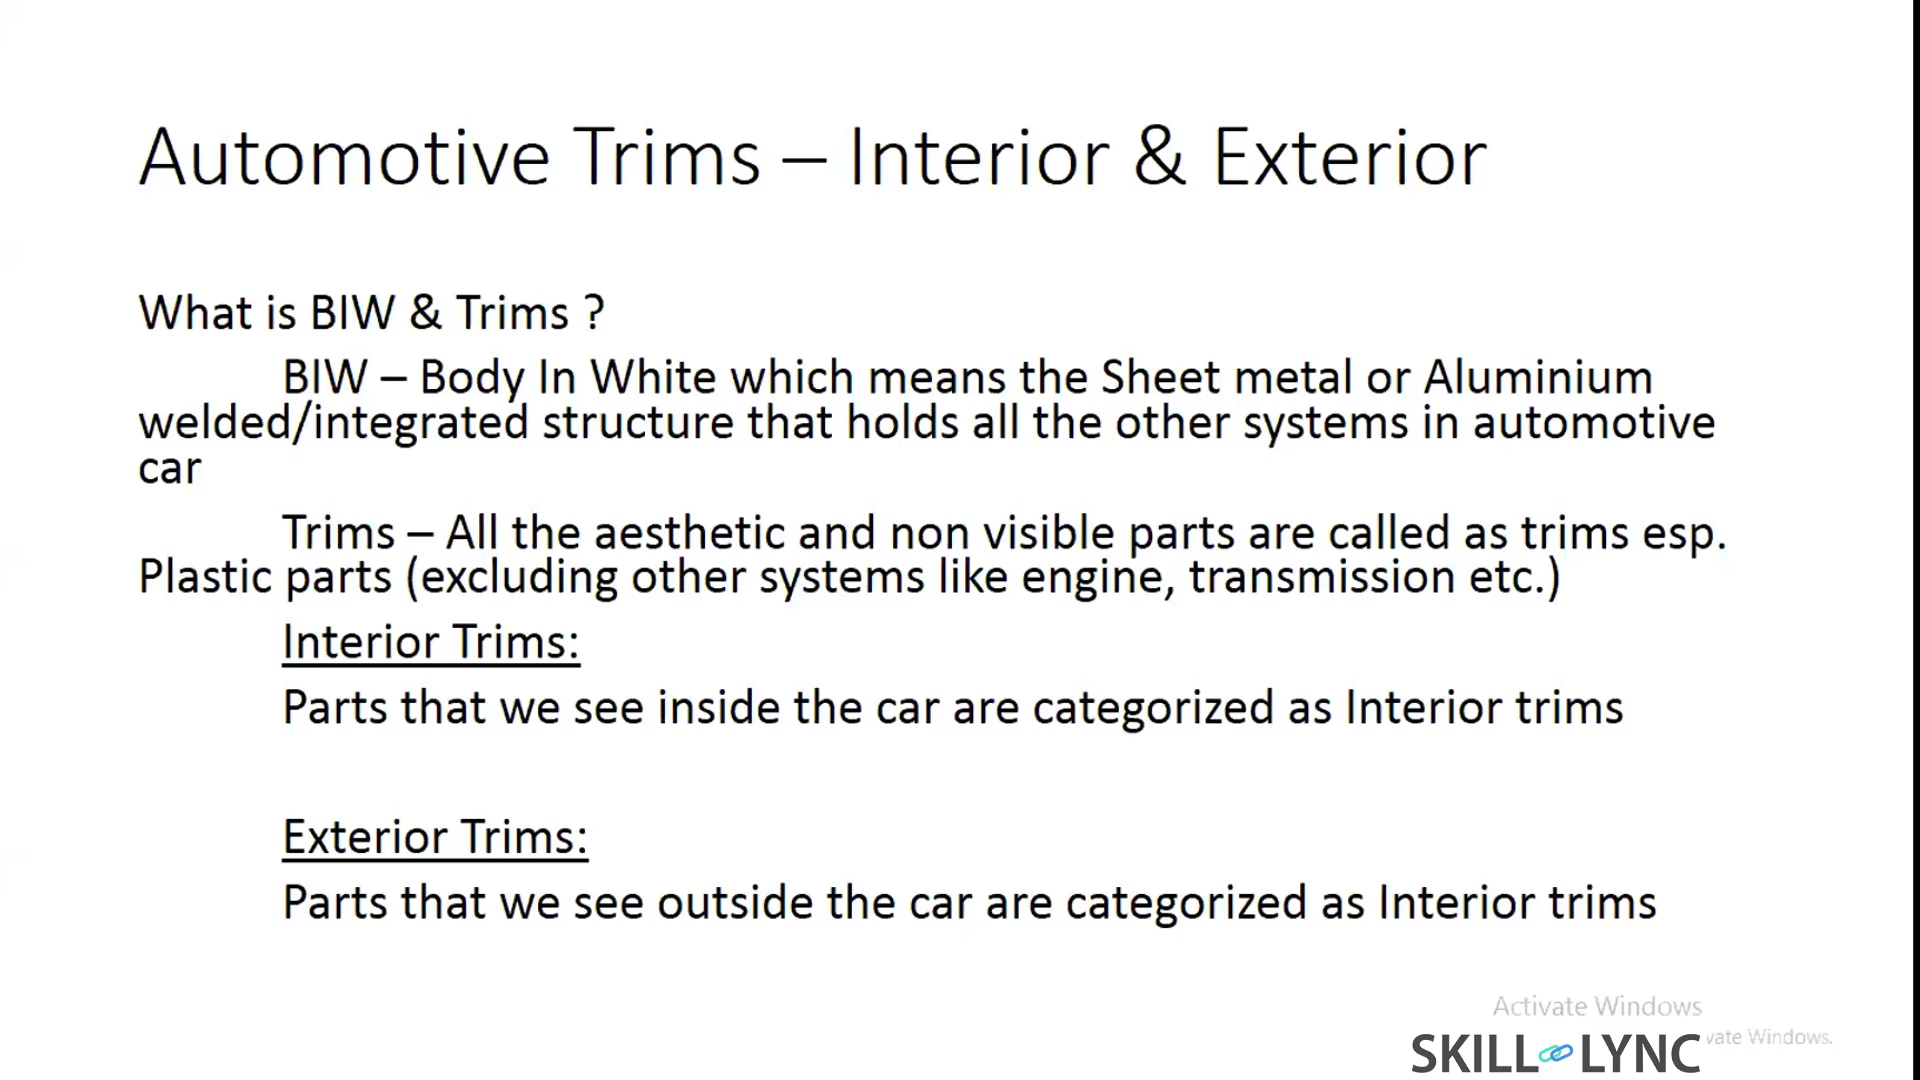 Automotive Trims – Interior & Exterior
What is BIW & Trims ?
BIW – Body In White which means the Sheet metal or Aluminium
welded/integrated structure that holds all the other systems in automotive
car
Trims – All the aesthetic and non visible parts are called as trims esp.
Plastic parts (excluding other systems like engine, transmission etc.)
Interior Trims:
Parts that we see inside the car are categorized as Interior trims
Exterior Trims:
Parts that we see outside the car are categorized as Interior trims
Activate Windows
SKILL LYNC
Windows.